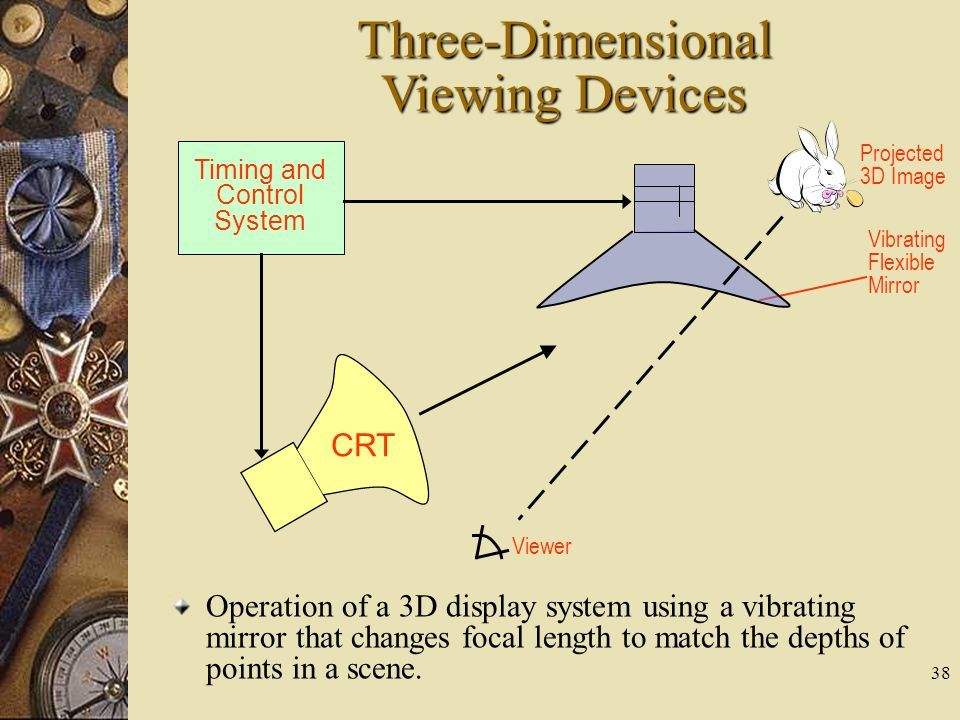 Three-Dimensional
Viewing Devices
Timing and
Control
System
Projected
3D Image
Vibrating
Flexible
Mirror
CRT
Viewer
Operation of a 3D display system using a vibrating
mirror that changes focal length to match the depths of
points in a scene.
38